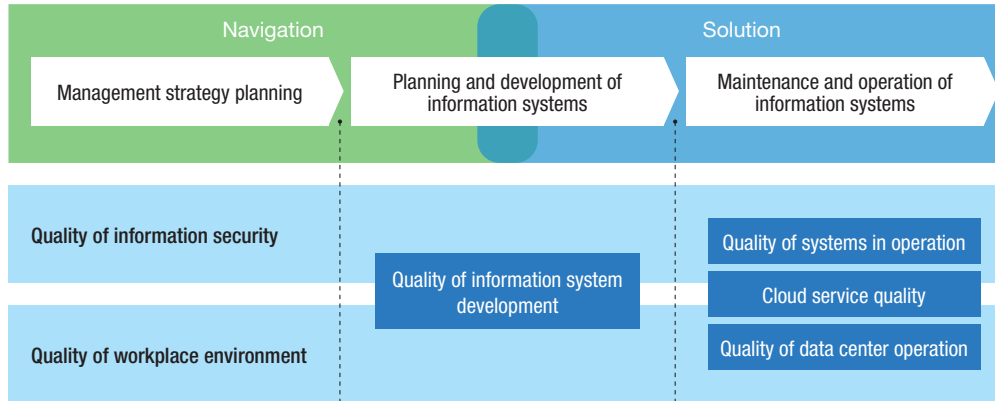 Navigation
Solution
Management strategy planning
Planning and development of
information systems
Maintenance and operation of
information systems
Quality of information security
Quality of systems in operation
Quality of information system
development
Cloud service quality
Quality of workplace environment
Quality of data center operation